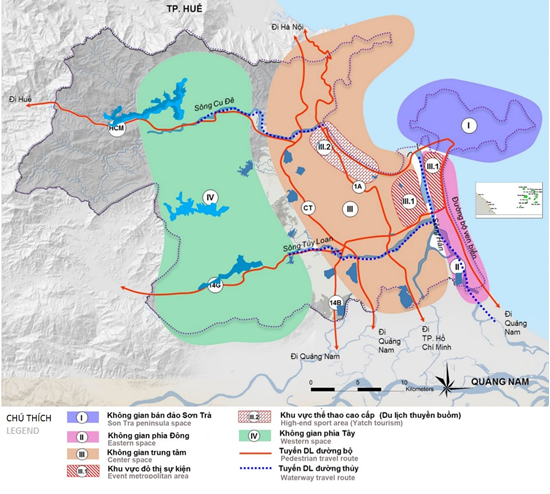 TP. HUẾ
Đi Hà Nội
Đi Huế
Sông Cu Đê
HCM
I
III.2
III.1
1A
IV
CT
III
III.1
Sông Hàn
Đường bộ ven biển
Sông Túy Loan
II
14G
14B
Đi Quảng Nam
Đi Quảng Nam
Đi TP. Hồ Chí Minh
Đi Quảng Nam
0 5 10
Kilometers
QUẢNG NAM
CHÚ THÍCH
LEGEND
I Không gian bán đảo Sơn Trà
Son Tra peninsula space
II Không gian phía Đông
Eastern space
III Không gian trung tâm
Center space
III.1 Khu vực đô thị sự kiện
Event metropolitan area
III.2 Khu vực thể thao cao cấp (Du lịch thuyền buồm)
High-end sport area (Yatch tourism)
IV Không gian phía Tây
Western space
Tuyến DL đường bộ
Pedestrian travel route
Tuyến DL đường thủy
Waterway travel route